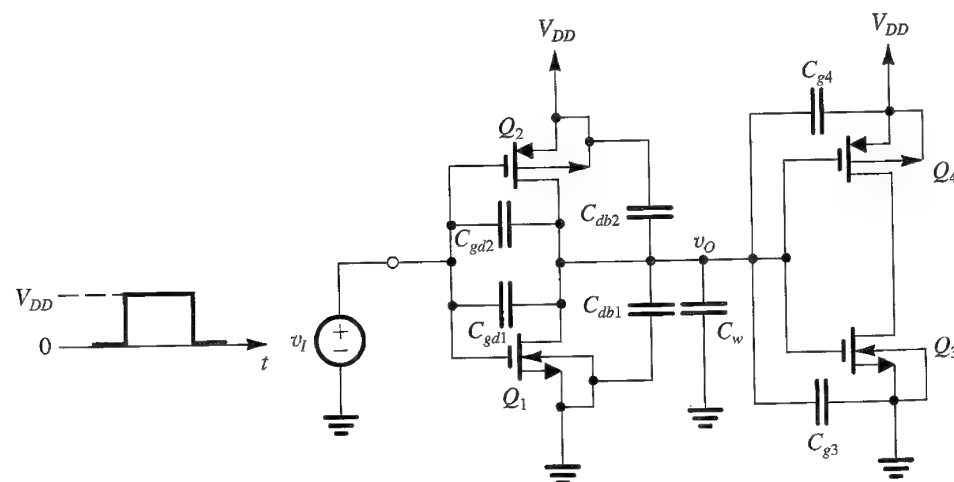 V_DD
V_DD
C_g4
Q_2
Q_4
C_gd2
C_db2
v_O
V_DD
0
t
v_I
+
−
C_gd1
C_db1
C_w
Q_1
Q_3
C_g3